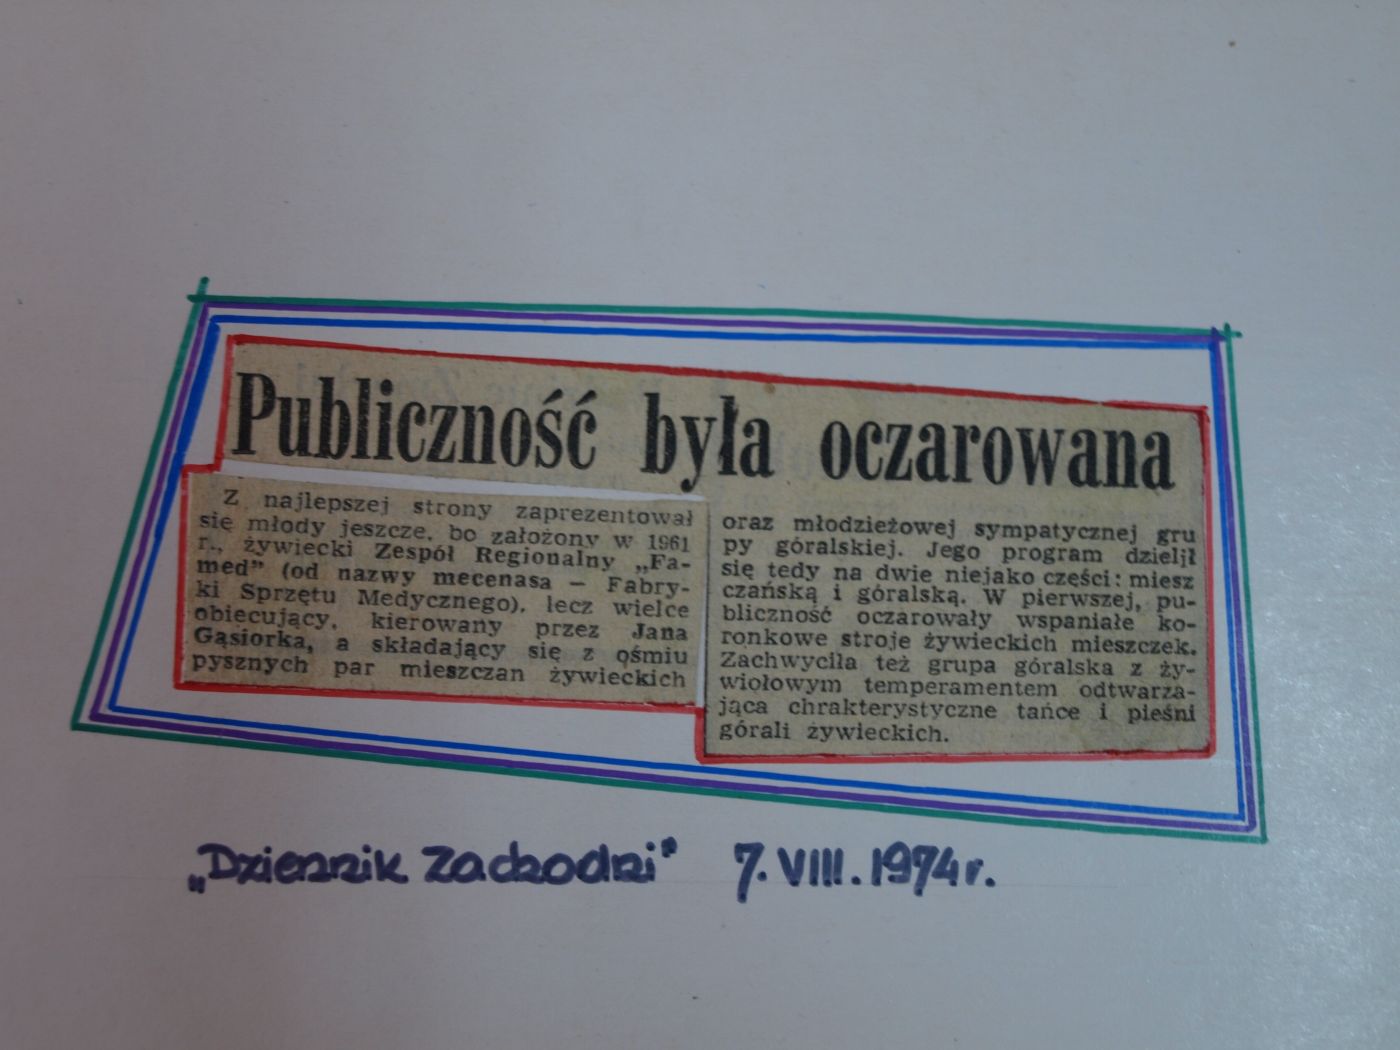 Publiczność była oczarowana
Z najlepszej strony zaprezentował
się młody jeszcze, bo założony w 1961
r., żywiecki Zespół Regionalny „Fa-
med” (od nazwy mecenasa — Fabry-
ki Sprzętu Medycznego), lecz wielce
obiecujący, kierowany przez Jana
Gąsiorka, a składający się z ośmiu
pysznych par mieszczan żywieckich
oraz młodzieżowej sympatycznej gru
py góralskiej. Jego program dzielił
się tedy na dwie niejako części: miesz
czańską i góralską. W pierwszej, pu-
bliczność oczarowały wspaniałe ko-
ronkowe stroje żywieckich mieszczek.
Zachwyciła też grupa góralska z ży-
wiołowym temperamentem odtwarza-
jąca chrakterystyczne tańce i pieśni
górali żywieckich.
„Dziennik Zachodni" 7. VIII. 1974 r.